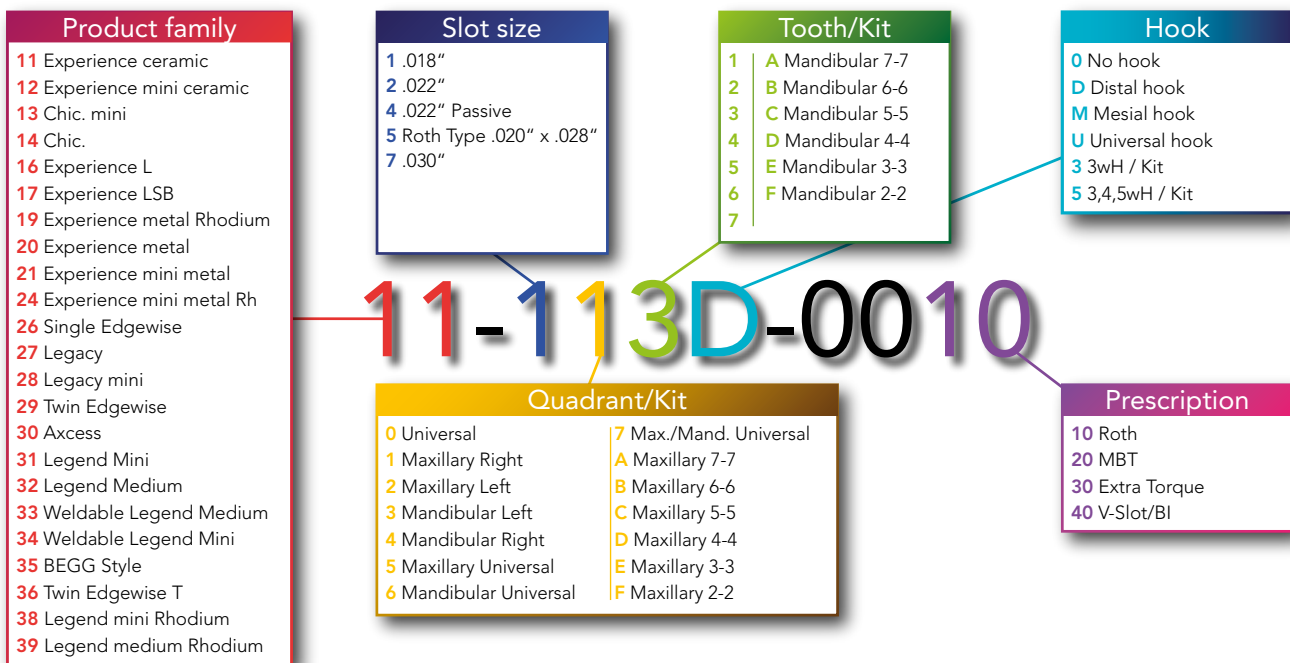 Product family
11 Experience ceramic
12 Experience mini ceramic
13 Chic. mini
14 Chic.
16 Experience L
17 Experience LSB
19 Experience metal Rhodium
20 Experience metal
21 Experience mini metal
24 Experience mini metal Rh
26 Single Edgewise
27 Legacy
28 Legacy mini
29 Twin Edgewise
30 Axcess
31 Legend Mini
32 Legend Medium
33 Weldable Legend Medium
34 Weldable Legend Mini
35 BEGG Style
36 Twin Edgewise T
38 Legend mini Rhodium
39 Legend medium Rhodium
Slot size
1 .018“
2 .022“
4 .022“ Passive
5 Roth Type .020“ x .028“
7 .030“
Tooth/Kit
1 A Mandibular 7-7
2 B Mandibular 6-6
3 C Mandibular 5-5
4 D Mandibular 4-4
5 E Mandibular 3-3
6 F Mandibular 2-2
7
Hook
0 No hook
D Distal hook
M Mesial hook
U Universal hook
3 3wH / Kit
5 3,4,5wH / Kit
11-113D-0010
Quadrant/Kit
0 Universal
1 Maxillary Right
2 Maxillary Left
3 Mandibular Left
4 Mandibular Right
5 Maxillary Universal
6 Mandibular Universal
7 Max./Mand. Universal
A Maxillary 7-7
B Maxillary 6-6
C Maxillary 5-5
D Maxillary 4-4
E Maxillary 3-3
F Maxillary 2-2
Prescription
10 Roth
20 MBT
30 Extra Torque
40 V-Slot/BI